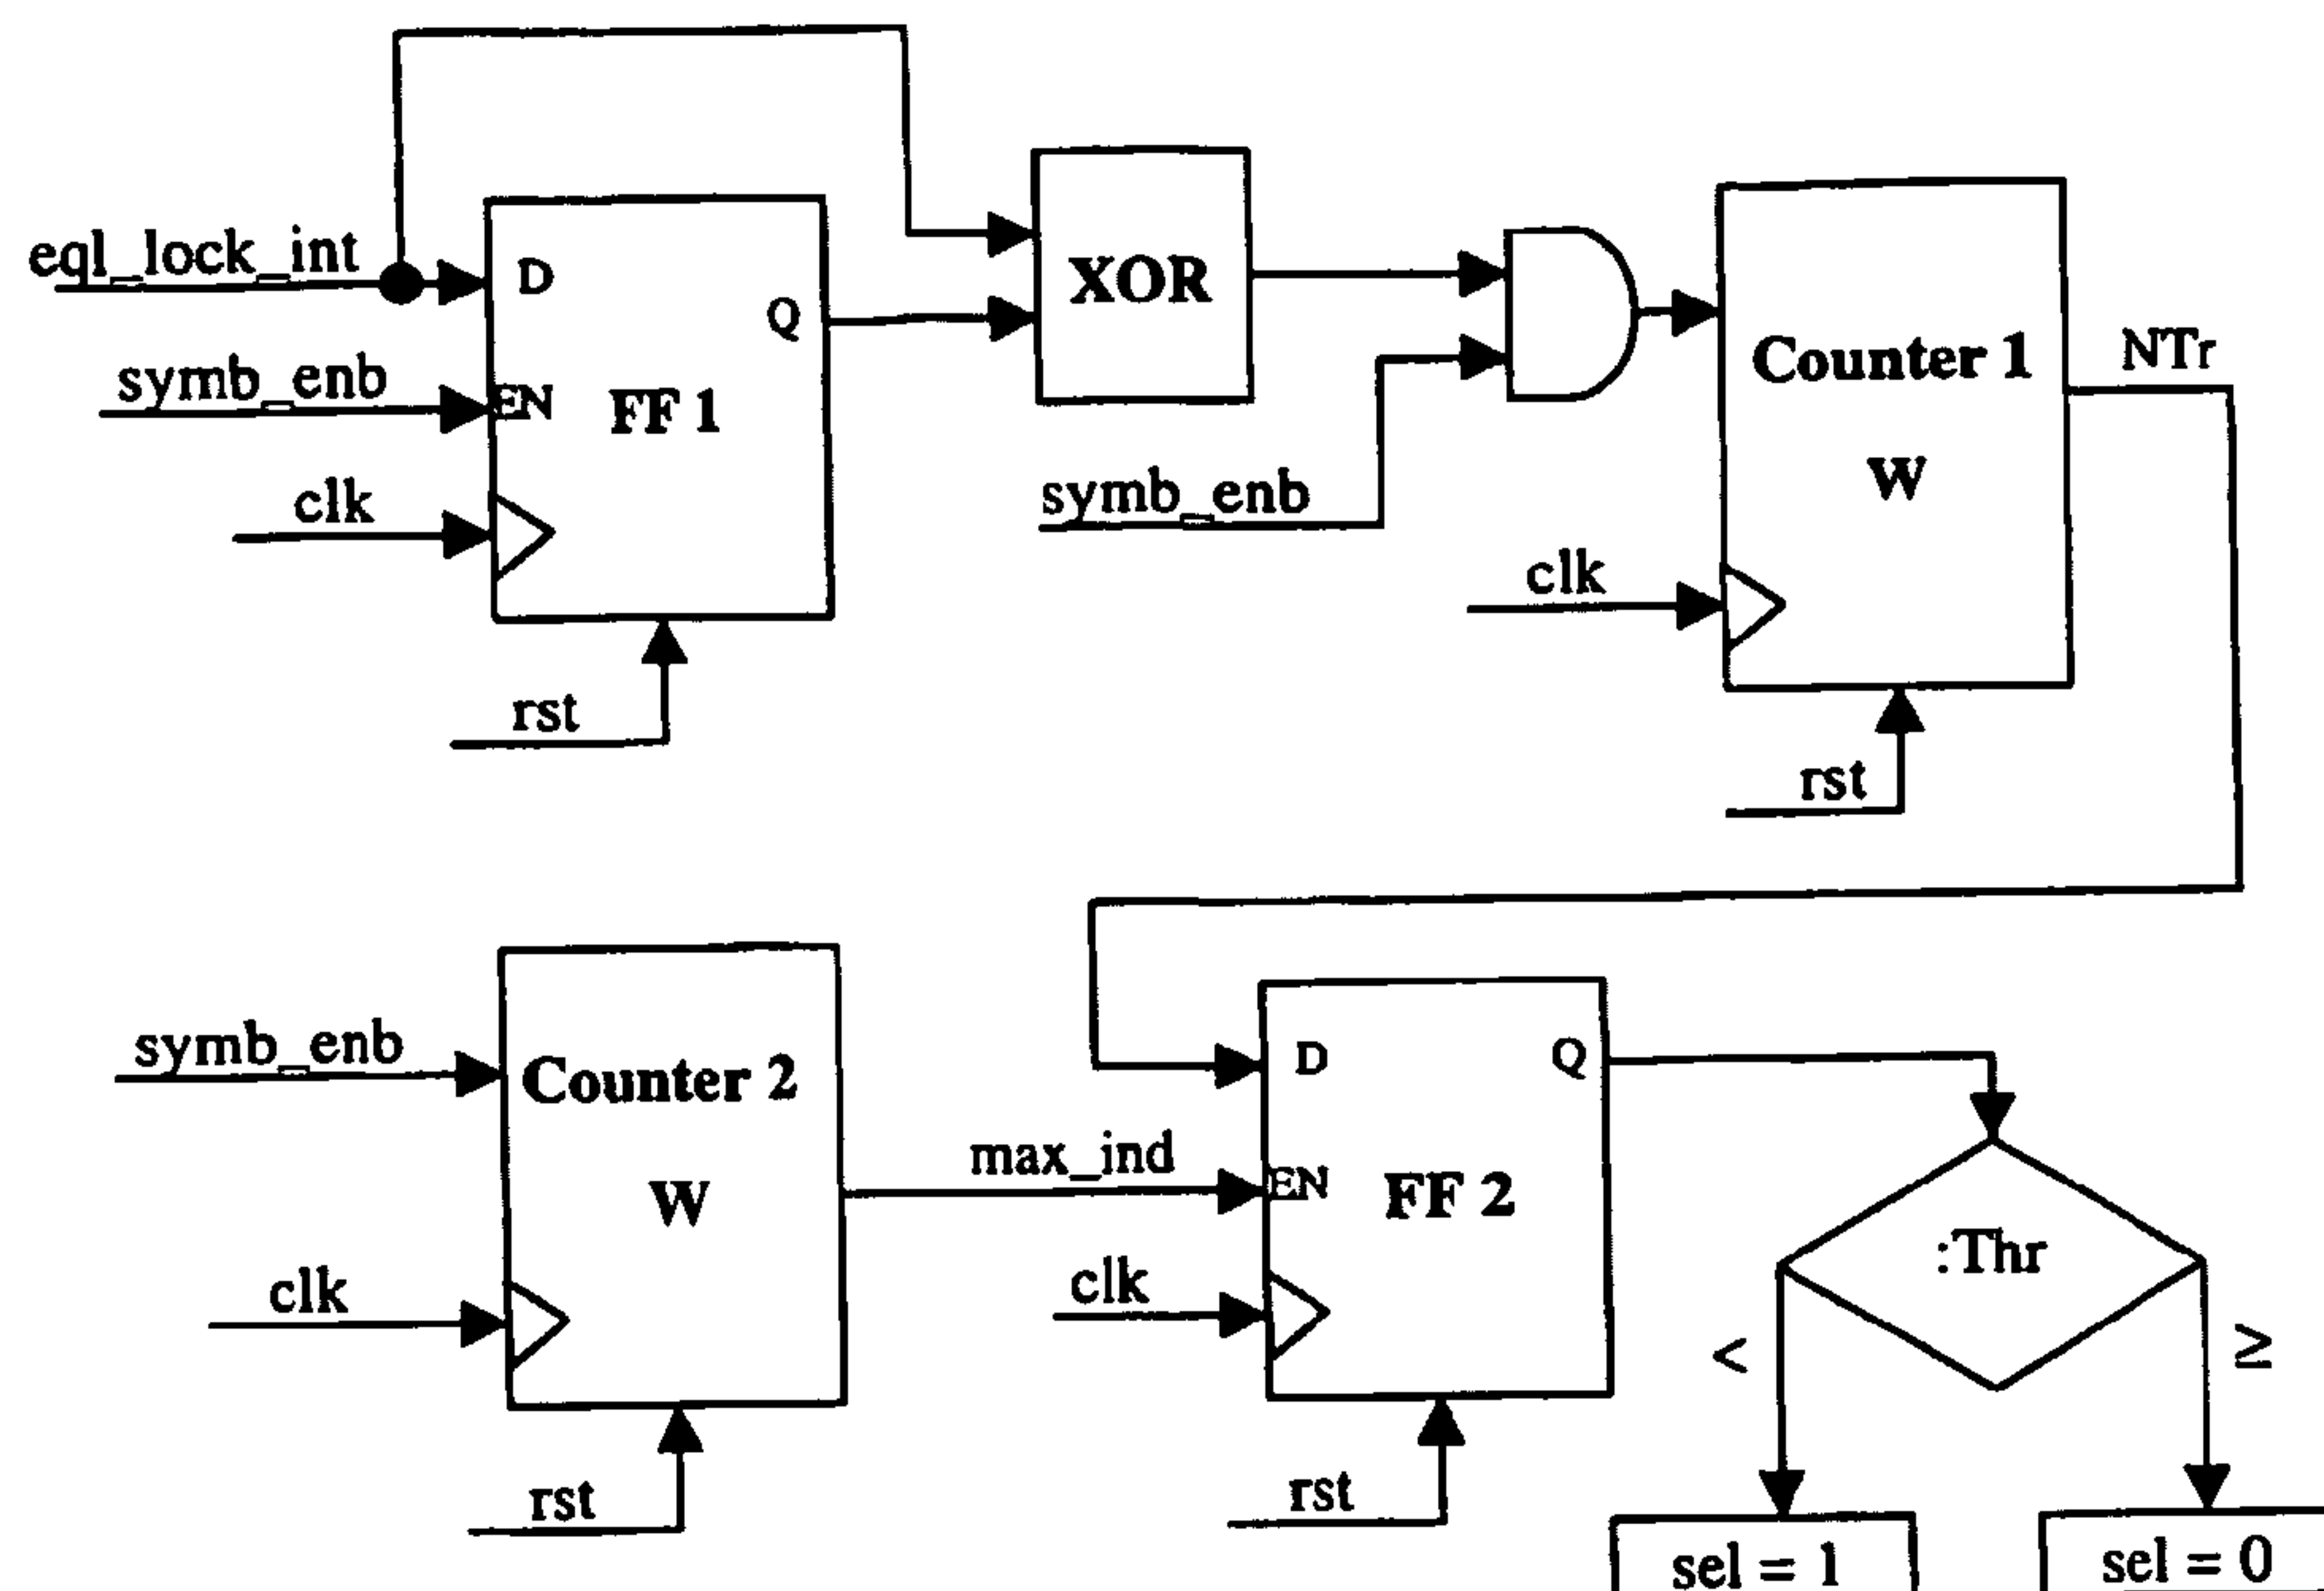 eql_lock_int
D
Q
symb_enb
EN
FF 1
clk
rst
XOR
symb_enb
Counter 1
W
NTr
clk
rst
symb_enb
Counter 2
W
clk
rst
max_ind
D
Q
EN
FF 2
clk
rst
:Thr
<
≥
sel = 1
sel = 0